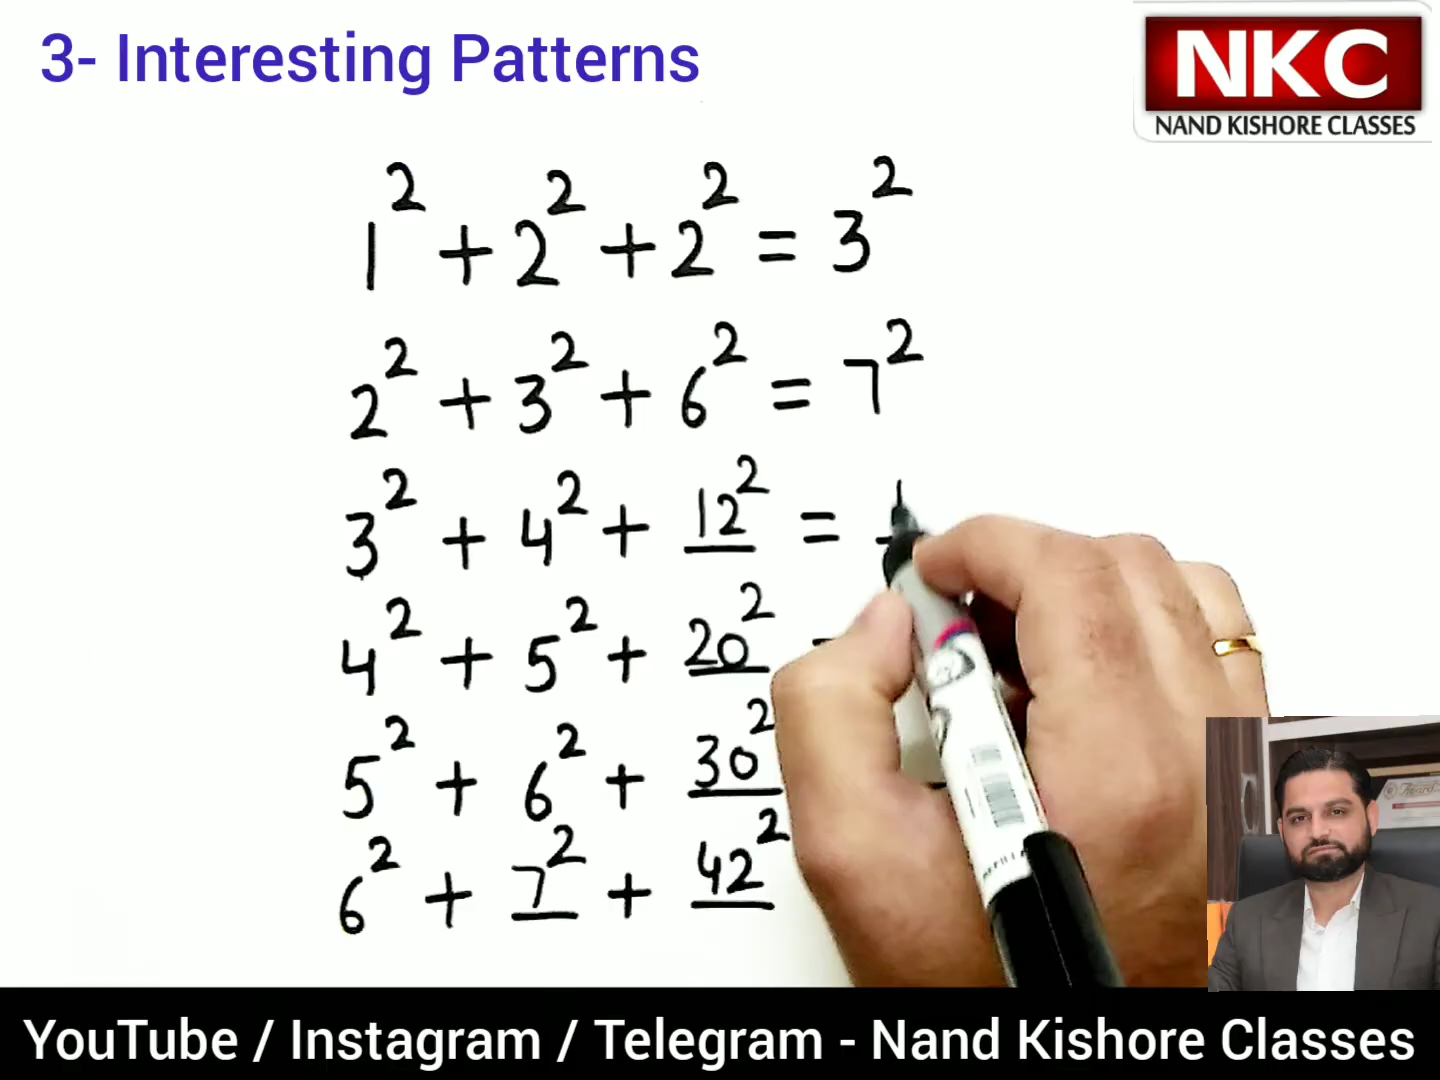 3- Interesting Patterns
NKC
NAND KISHORE CLASSES
1² + 2² + 2² = 3²
2² + 3² + 6² = 7²
3² + 4² + 12² = 1
4² + 5² + 20²
5² + 6² + 30²
6² + 7² + 42²
YouTube / Instagram / Telegram - Nand Kishore Classes